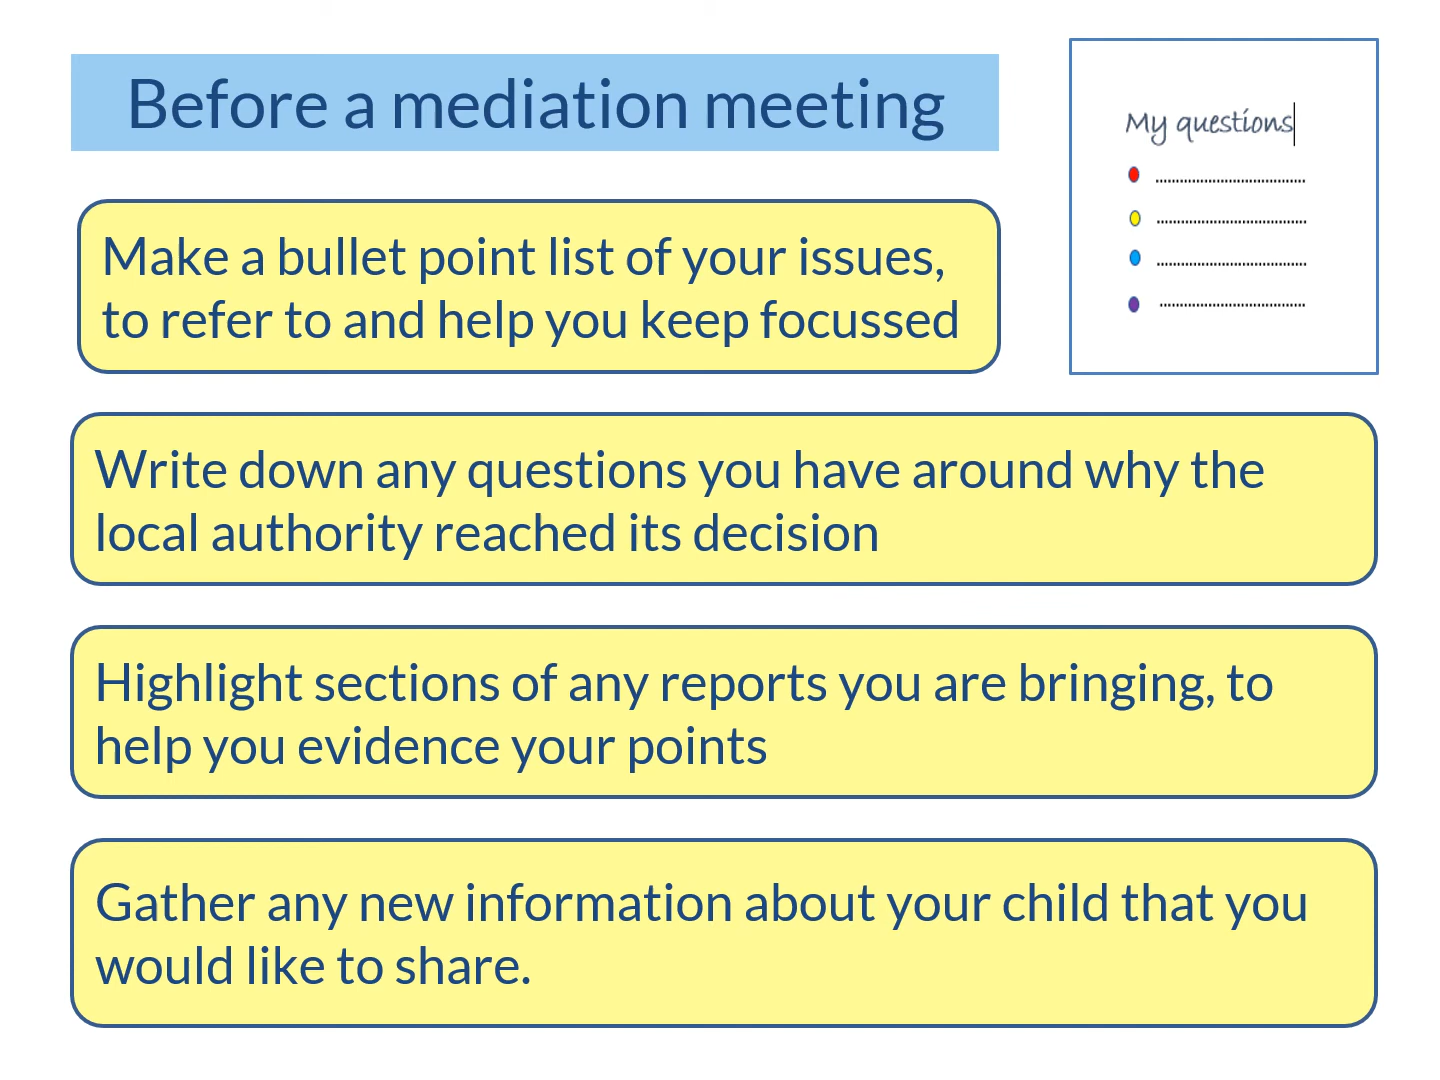 Before a mediation meeting
My questions
Make a bullet point list of your issues,
to refer to and help you keep focussed
Write down any questions you have around why the
local authority reached its decision
Highlight sections of any reports you are bringing, to
help you evidence your points
Gather any new information about your child that you
would like to share.